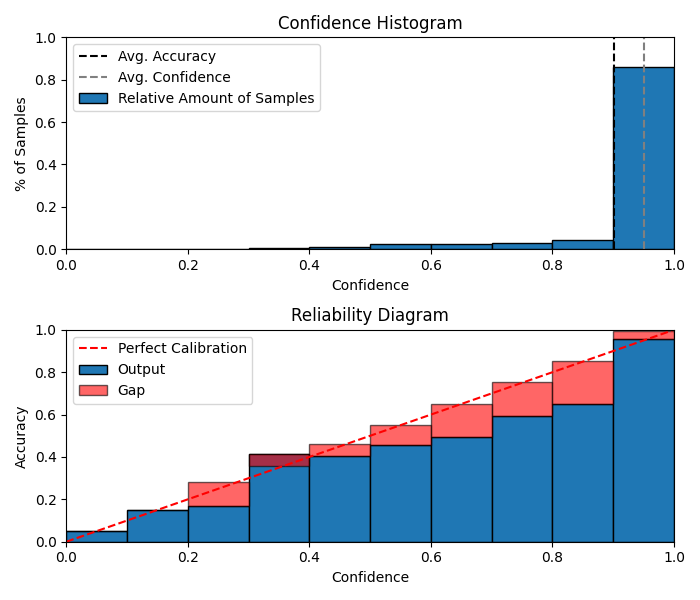 Confidence Histogram
1.0
0.8
0.6
0.4
0.2
0.0
% of Samples
Avg. Accuracy
Avg. Confidence
Relative Amount of Samples
0.0 0.2 0.4 0.6 0.8 1.0
Confidence
Reliability Diagram
1.0
0.8
0.6
0.4
0.2
0.0
Accuracy
Perfect Calibration
Output
Gap
0.0 0.2 0.4 0.6 0.8 1.0
Confidence